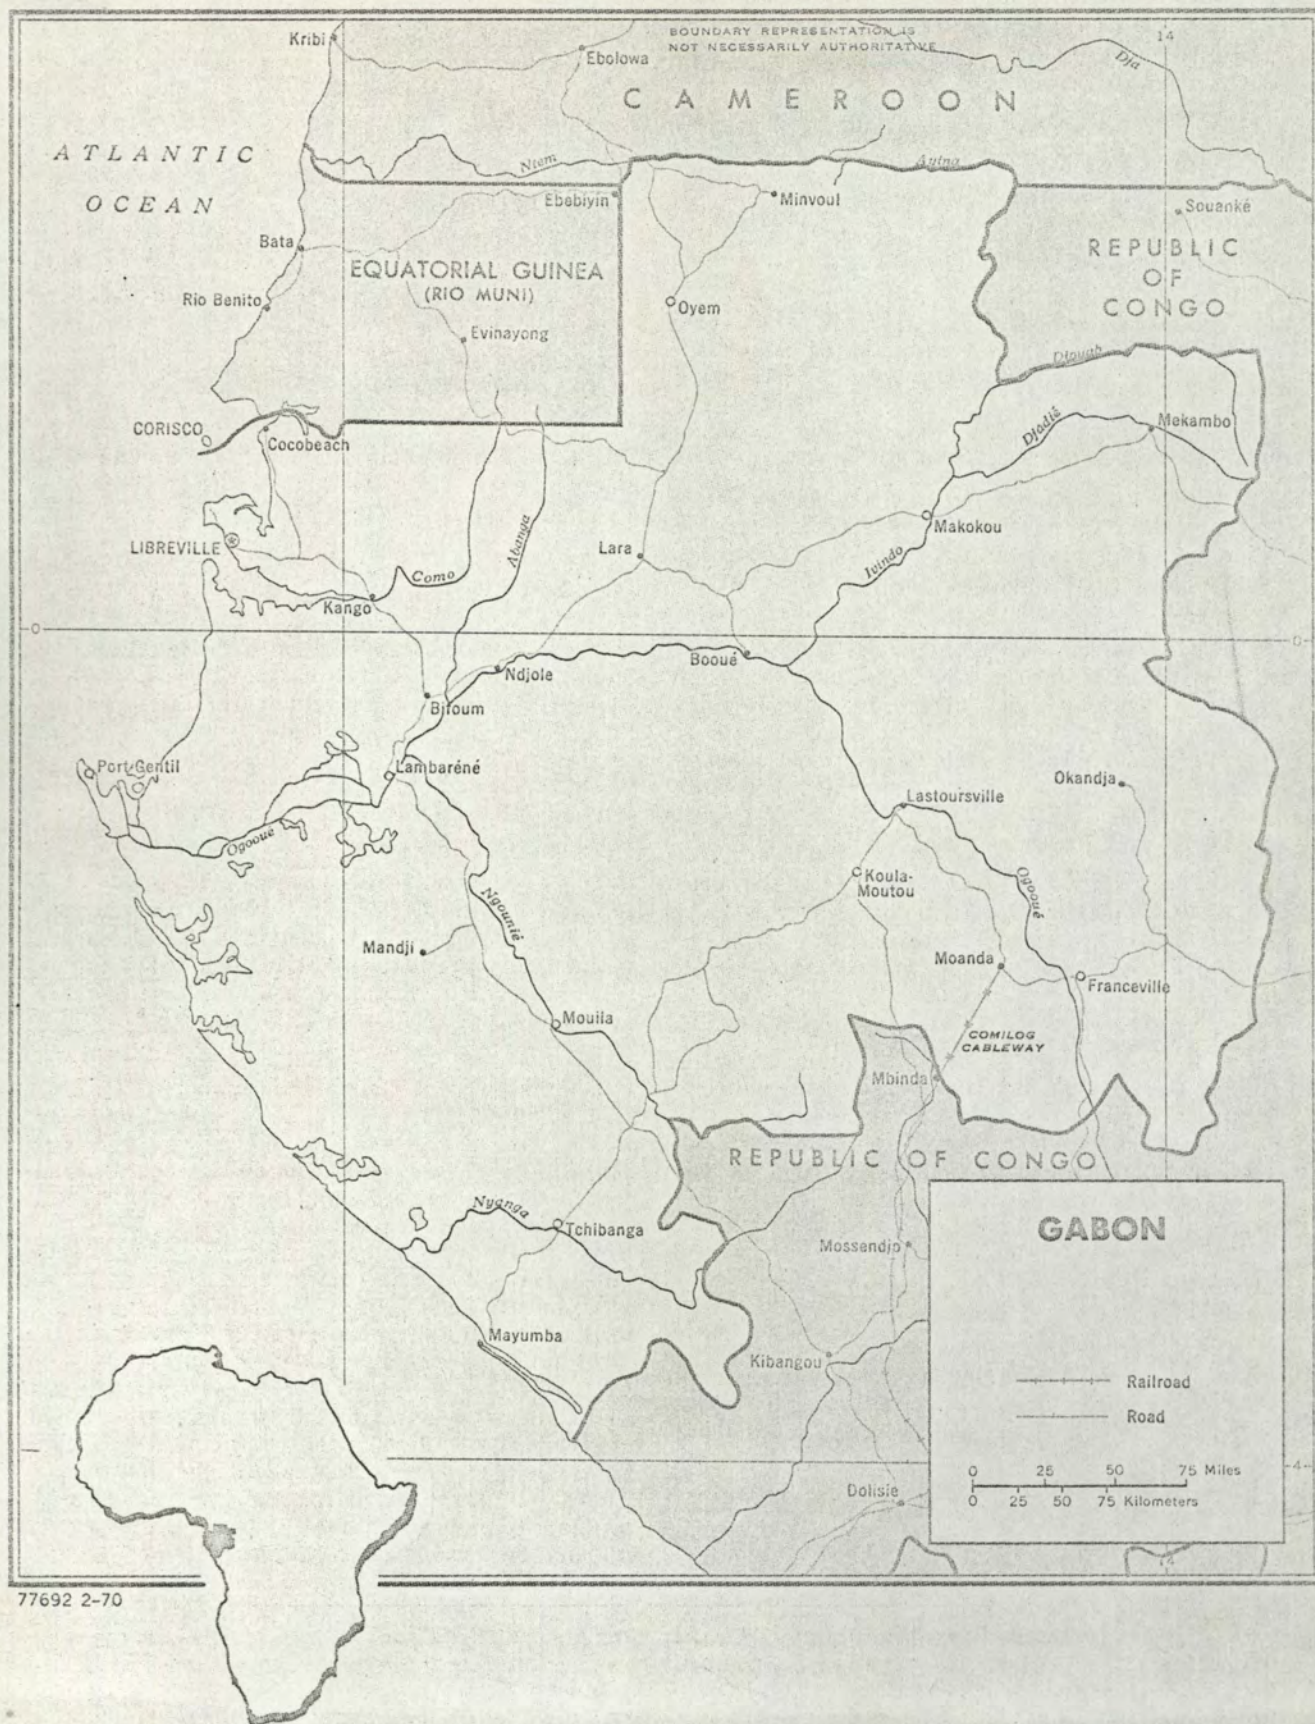 BOUNDARY REPRESENTATION IS
NOT NECESSARILY AUTHORITATIVE
14
Kribi
Ebolowa
Dja
CAMEROON
ATLANTIC
OCEAN
Ntem
Ayina
Ebebiyin
Minvoul
Souanké
Bata
EQUATORIAL GUINEA
(RIO MUNI)
REPUBLIC
OF
CONGO
Rio Benito
Oyem
Evinayong
Djouah
CORISCO
Cocobeach
Djadié
Mekambo
LIBREVILLE
Abanga
Lara
Makokou
Ivindo
Como
Kango
0
0
Ndjole
Booué
Bifoum
Port-Gentil
Lambaréné
Okandja
Lastoursville
Ogooué
Koula-
Moutou
Ogooué
Ngounié
Mandji
Moanda
Franceville
Mouila
COMILOG
CABLEWAY
Mbinda
REPUBLIC OF CONGO
Nyanga
Tchibanga
Mossendjo
GABON
Mayumba
Kibangou
Railroad
Road
4
0 25 50 75 Miles
0 25 50 75 Kilometers
Dolisie
14
77692 2-70